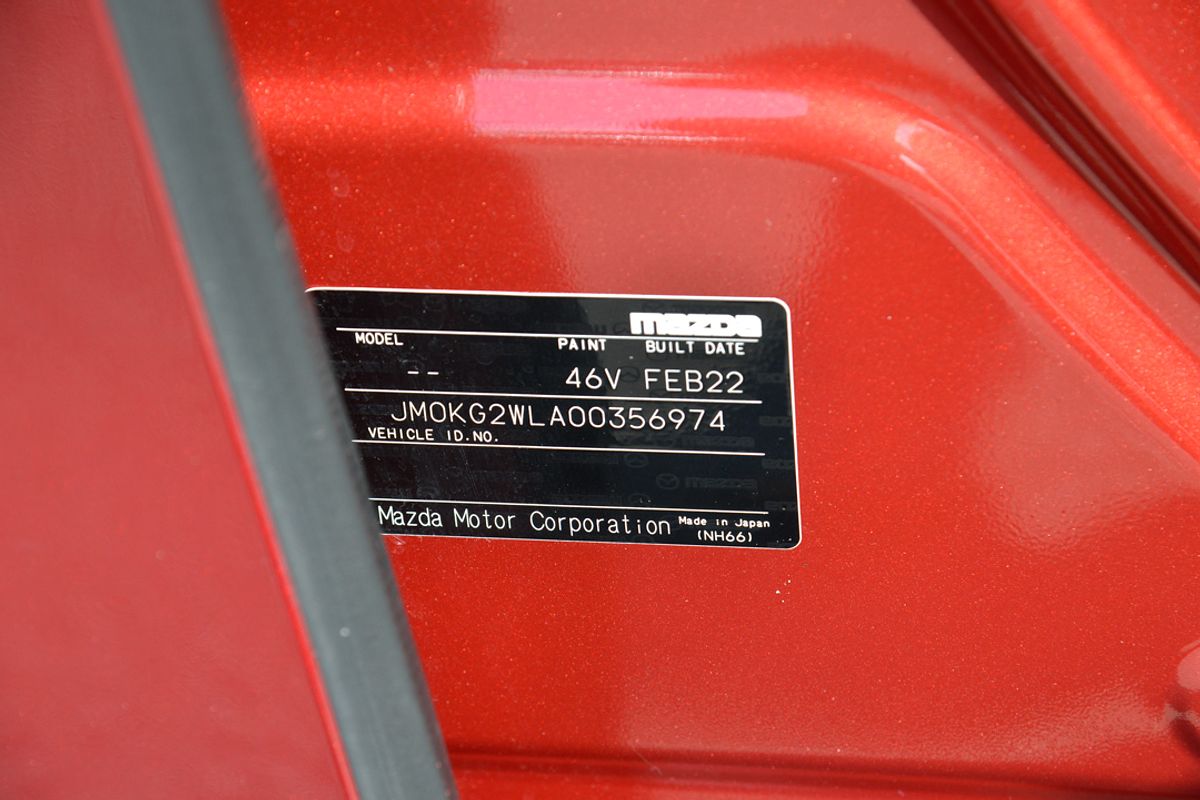 mazda
MODEL PAINT BUILT DATE
-- 46V FEB22
JM0KG2WLA00356974
VEHICLE ID.NO.
Mazda Motor Corporation Made in Japan
(NH66)